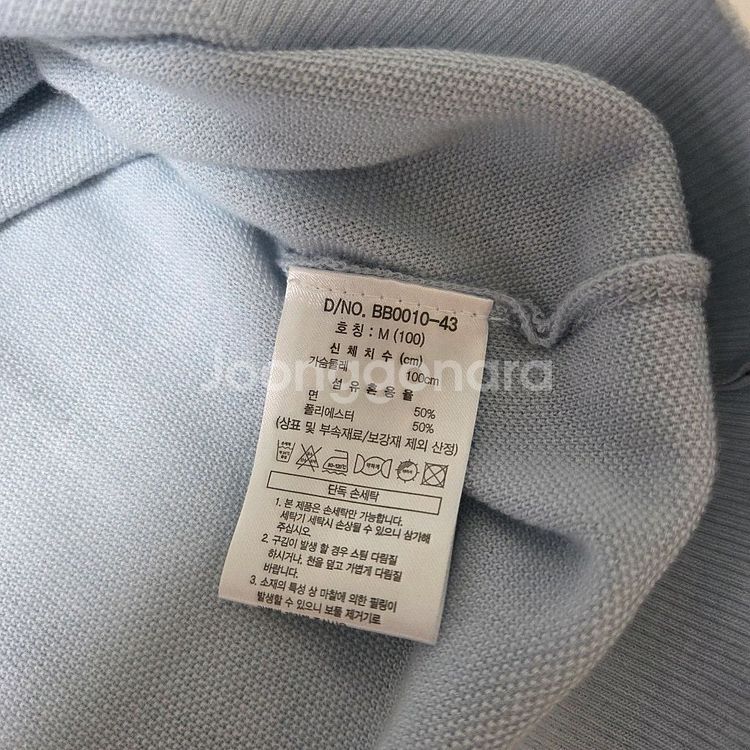 D/NO. BB0010-43
호칭 : M (100)
신체치수 (cm)
가슴둘레 100cm
섬유혼용율
면 50%
폴리에스터 50%
(상표 및 부속재료/보강재 제외 산정)
단독 손세탁
1. 본 제품은 손세탁만 가능합니다.
세탁기 세탁시 손상될 수 있으니 삼가해
주십시오.
2. 구김이 발생 할 경우 스팀 다림질
하시거나, 천을 덮고 가볍게 다림질
바랍니다.
3. 소재의 특성 상 마찰에 의한 필링이
발생할 수 있으니 보풀 제거기로
Joonggonara